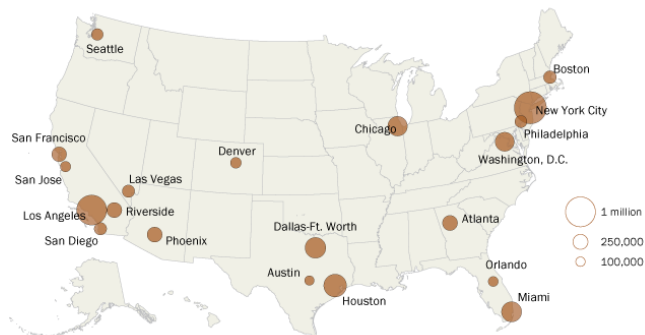 Seattle
Boston
New York City
Chicago
Philadelphia
San Francisco
Denver
Washington, D.C.
San Jose
Las Vegas
Los Angeles
Riverside
1 million
Dallas-Ft. Worth
Atlanta
San Diego
Phoenix
250,000
100,000
Orlando
Austin
Houston
Miami